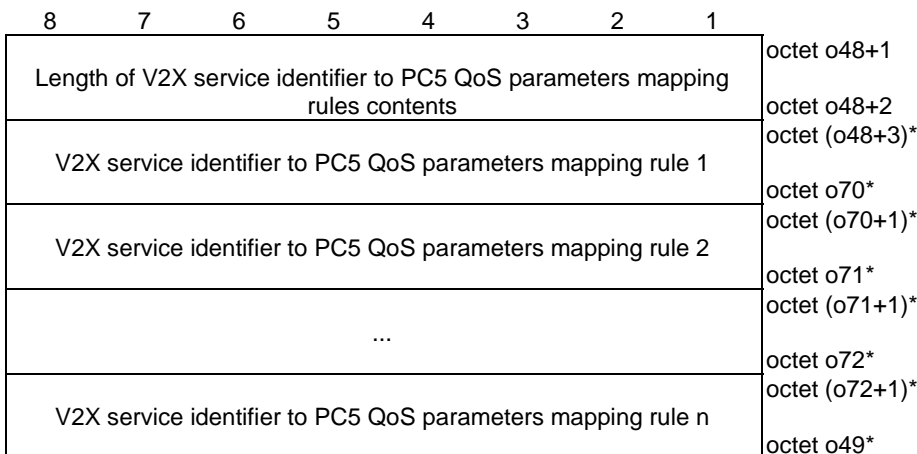 8 7 6 5 4 3 2 1
octet o48+1
Length of V2X service identifier to PC5 QoS parameters mapping
rules contents
octet o48+2
octet (o48+3)*
V2X service identifier to PC5 QoS parameters mapping rule 1
octet o70*
octet (o70+1)*
V2X service identifier to PC5 QoS parameters mapping rule 2
octet o71*
octet (o71+1)*
...
octet o72*
octet (o72+1)*
V2X service identifier to PC5 QoS parameters mapping rule n
octet o49*